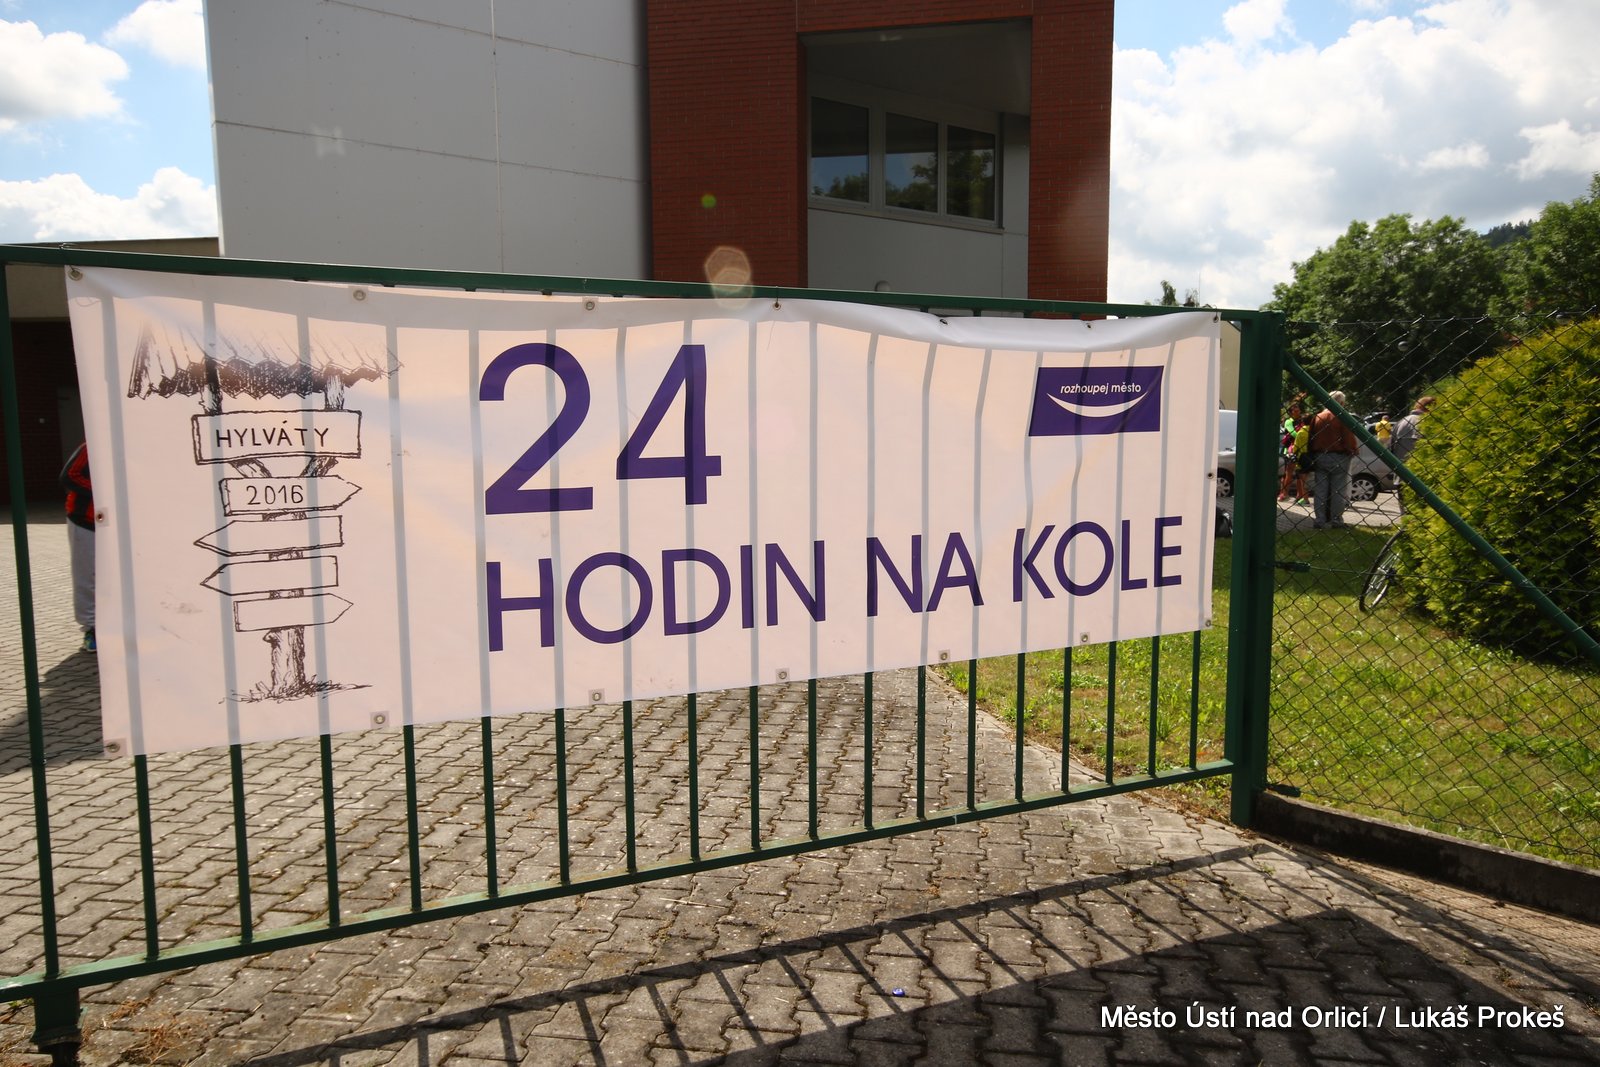 HYLVÁTY
2016
24
HODIN NA KOLE
rozhoupej město
Město Ústí nad Orlicí / Lukáš Prokeš